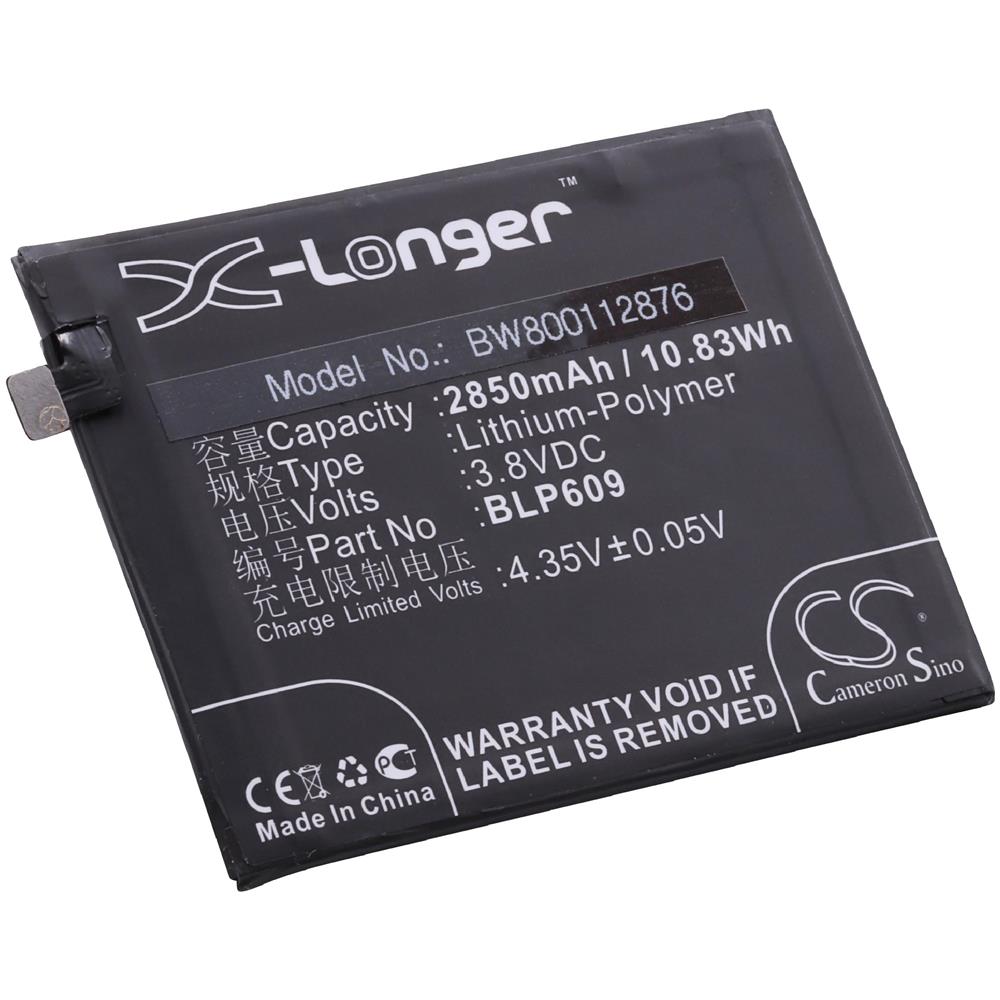 X-Longer™
Model No.: BW800112876
容量Capacity :2850mAh / 10.83Wh
规格Type :Lithium-Polymer
电压Volts :3.8VDC
编号Part No :BLP609
充电限制电压 :4.35V±0.05V
Charge Limited Voltage
CS®
Cameron Sino
WARRANTY VOID IF
LABEL IS REMOVED
CE PCT
Made In China